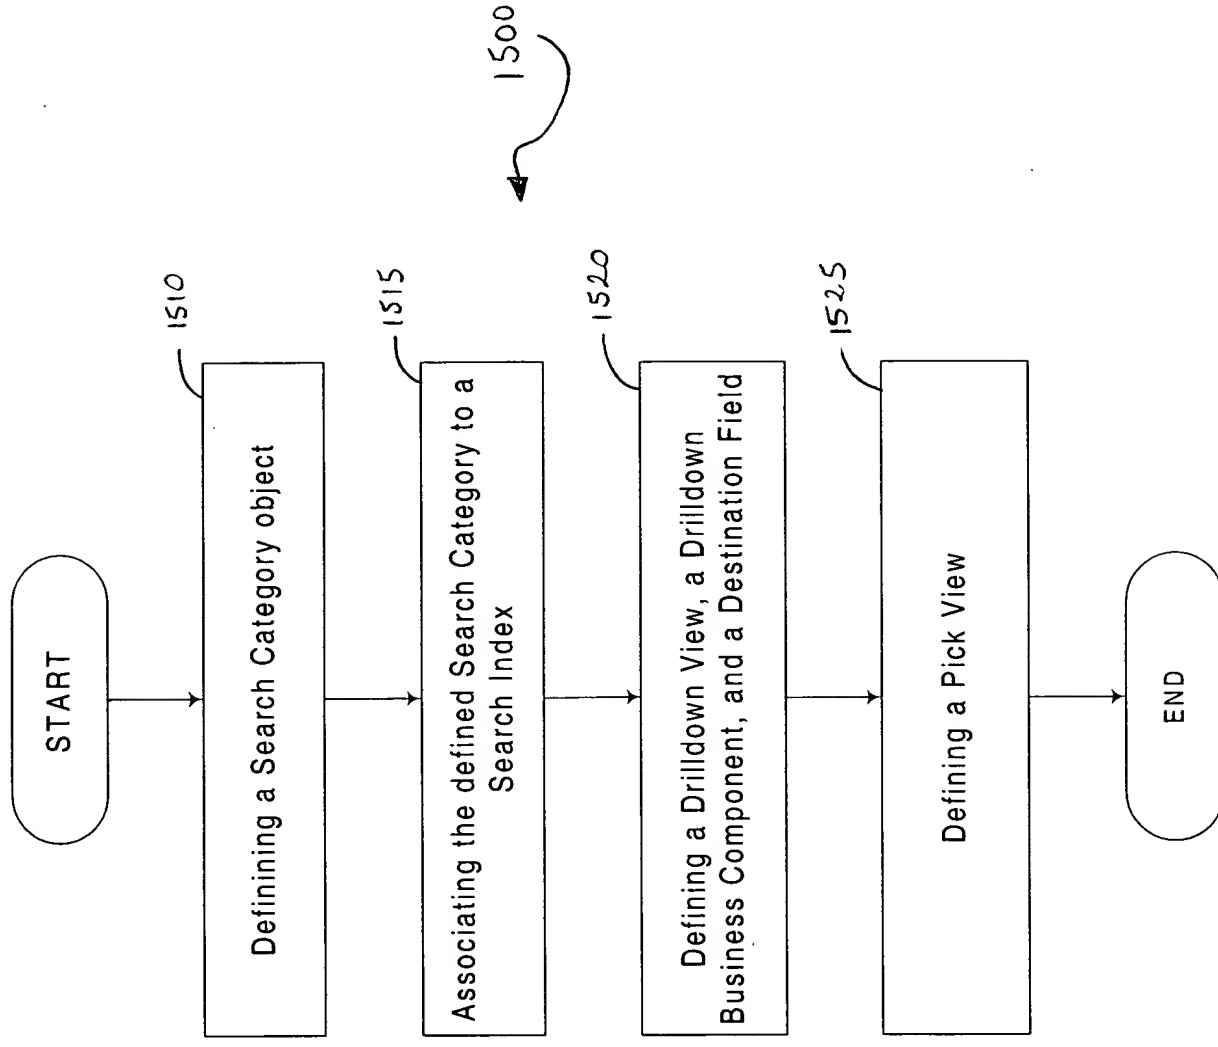 START
1500
1510
Definining a Search Category object
1515
Associating the defined Search Category to a
Search Index
1520
Defining a Drilldown View, a Drilldown
Business Component, and a Destination Field
1525
Defining a Pick View
END